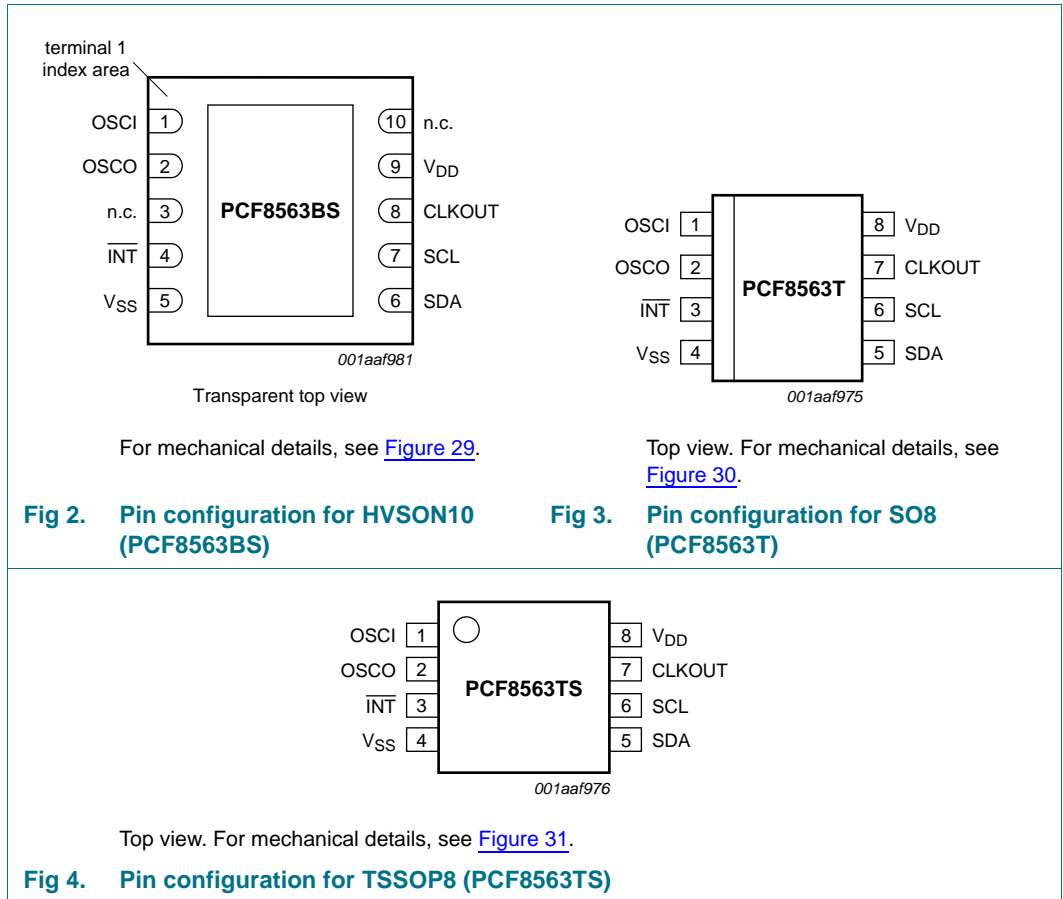 terminal 1
index area
OSCI 1 10 n.c.
OSCO 2 9 VDD
n.c. 3 PCF8563BS 8 CLKOUT
INT 4 7 SCL
VSS 5 6 SDA
001aaf981
Transparent top view
For mechanical details, see Figure 29.
Fig 2. Pin configuration for HVSON10
(PCF8563BS)
OSCI 1 8 VDD
OSCO 2 7 CLKOUT
PCF8563T
INT 3 6 SCL
VSS 4 5 SDA
001aaf975
Top view. For mechanical details, see
Figure 30.
Fig 3. Pin configuration for SO8
(PCF8563T)
OSCI 1 8 VDD
OSCO 2 7 CLKOUT
PCF8563TS
INT 3 6 SCL
VSS 4 5 SDA
001aaf976
Top view. For mechanical details, see Figure 31.
Fig 4. Pin configuration for TSSOP8 (PCF8563TS)